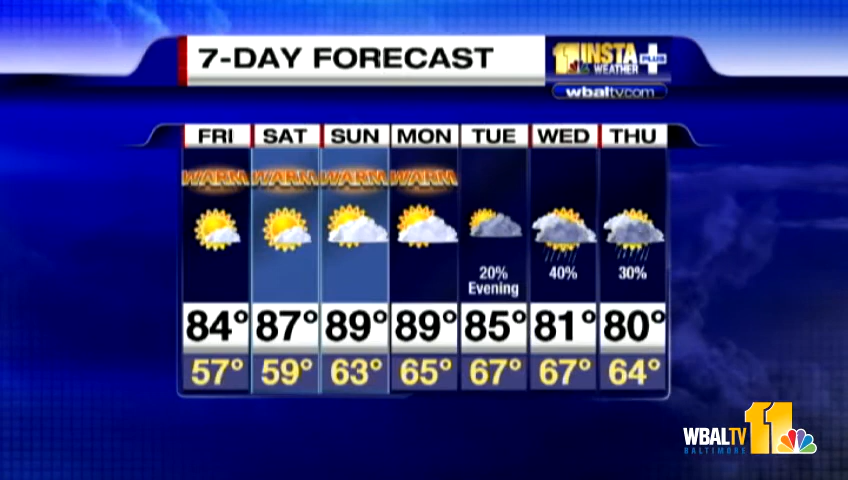 7-DAY FORECAST
11 INSTA
WEATHER PLUS
wbaltv.com
FRI SAT SUN MON TUE WED THU
WARM WARM WARM WARM
20% 40% 30%
Evening
84° 87° 89° 89° 85° 81° 80°
57° 59° 63° 65° 67° 67° 64°
WBALTV 11
BALTIMORE